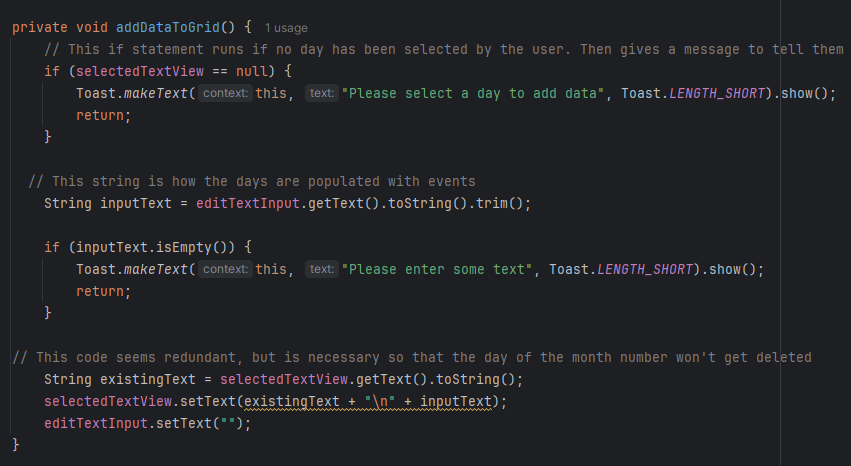 private void addDataToGrid() { 1 usage
    // This if statement runs if no day has been selected by the user. Then gives a message to tell them
    if (selectedTextView == null) {
        Toast.makeText( context: this, text: "Please select a day to add data", Toast.LENGTH_SHORT).show();
        return;
    }
  // This string is how the days are populated with events
    String inputText = editTextInput.getText().toString().trim();
    if (inputText.isEmpty()) {
        Toast.makeText( context: this, text: "Please enter some text", Toast.LENGTH_SHORT).show();
        return;
    }
// This code seems redundant, but is necessary so that the day of the month number won't get deleted
    String existingText = selectedTextView.getText().toString();
    selectedTextView.setText(existingText + "\n" + inputText);
    editTextInput.setText("");
}